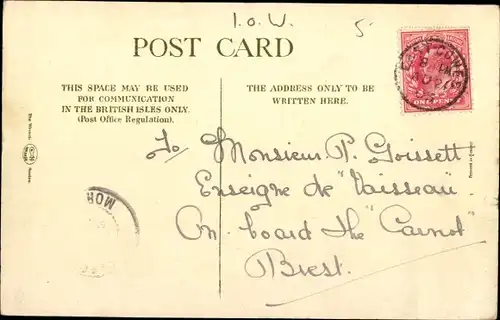 I.O.W. 5
POST CARD
THIS SPACE MAY BE USED
FOR COMMUNICATION
IN THE BRITISH ISLES ONLY.
(Post Office Regulation).
THE ADDRESS ONLY TO BE
WRITTEN HERE.
COWES
ONE PENNY
To Monsieur P. Goissett
Enseigne de "Vaisseau"
On board the "Carnot"
Brest.
MOR